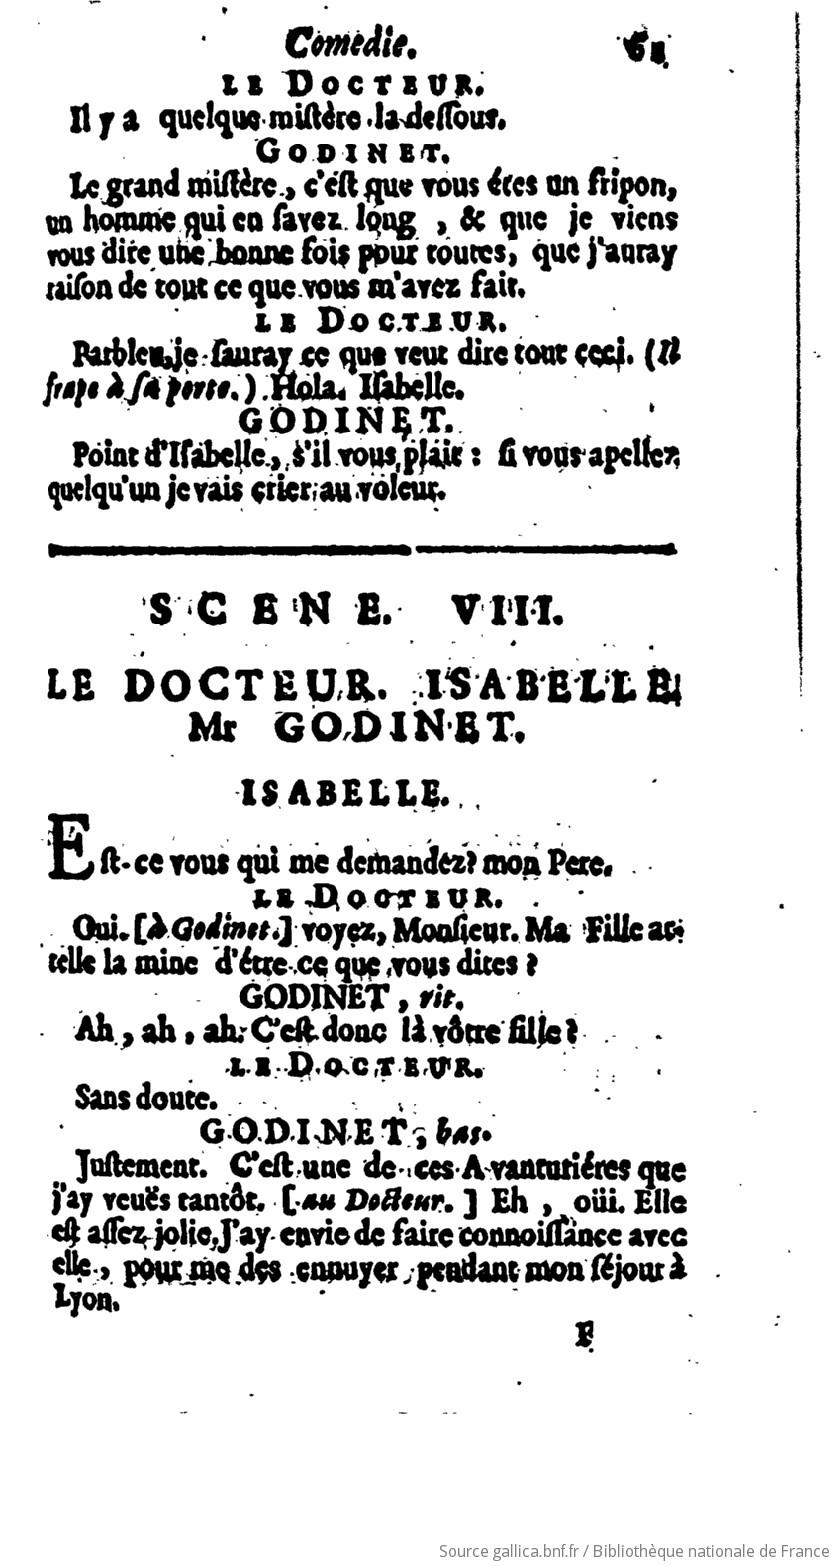 Comedie. 61
LE DOCTEUR.
Il y a quelque miſtère la deſſous.
GODINET.
Le grand miſtère, c'eſt que vous étes un fripon,
un homme qui en ſavez long, & que je viens
vous dire une bonne fois pour toutes, que j'auray
raiſon de tout ce que vous m'avez fait.
LE DOCTEUR.
Parbleu, je ſauray ce que veut dire tout ceci. (Il
frape à ſa porte.) Hola. Iſabelle.
GODINET.
Point d'Iſabelle, s'il vous plait : ſi vous apellez
quelqu'un je vais crier au voleur.
SCENE. VIII.
LE DOCTEUR. ISABELLE
Mr GODINET.
ISABELLE.
Eſt-ce vous qui me demandez? mon Pere.
LE DOCTEUR.
Oui. [à Godinet.] voyez, Monſieur. Ma Fille a-
telle la mine d'étre ce que vous dites ?
GODINET, rit.
Ah, ah, ah. C'eſt donc là vôtre fille?
LE DOCTEUR.
Sans doute.
GODINET, bas.
Juſtement. C'eſt une de ces Avanturiéres que
j'ay veuës tantôt. [au Docteur.] Eh, oüi. Elle
eſt aſſez jolie, J'ay envie de faire connoiſſance avec
elle, pour me des ennuyer pendant mon ſéjour à
Lyon.
F
Source gallica.bnf.fr / Bibliothèque nationale de France